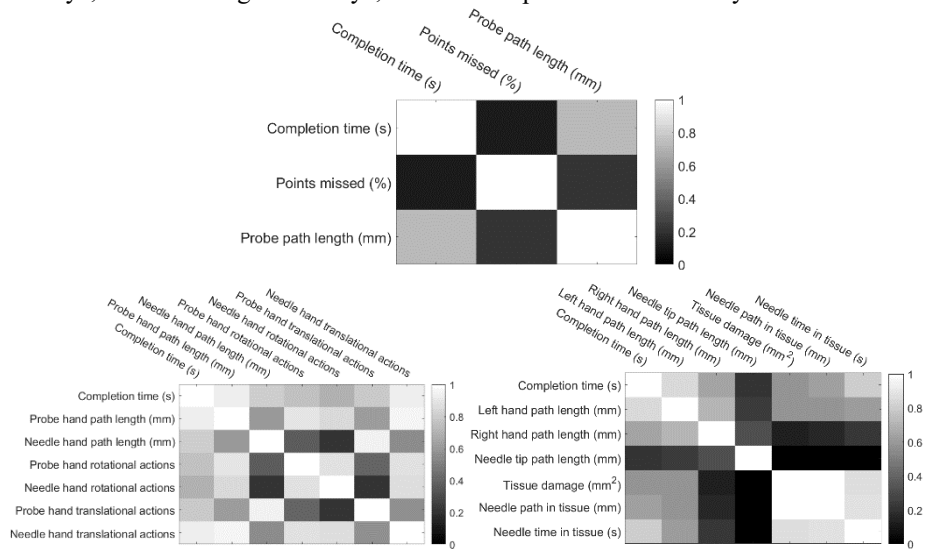 Completion time (s)
Points missed (%)
Probe path length (mm)
Completion time (s)
Points missed (%)
Probe path length (mm)
1
0.8
0.6
0.4
0.2
0
Completion time (s)
Probe hand path length (mm)
Needle hand path length (mm)
Probe hand rotational actions
Needle hand rotational actions
Probe hand translational actions
Needle hand translational actions
Completion time (s)
Probe hand path length (mm)
Needle hand path length (mm)
Probe hand rotational actions
Needle hand rotational actions
Probe hand translational actions
Needle hand translational actions
1
0.8
0.6
0.4
0.2
0
Completion time (s)
Left hand path length (mm)
Right hand path length (mm)
Needle tip path length (mm)
Tissue damage (mm²)
Needle path in tissue (mm)
Needle time in tissue (s)
Completion time (s)
Left hand path length (mm)
Right hand path length (mm)
Needle tip path length (mm)
Tissue damage (mm²)
Needle path in tissue (mm)
Needle time in tissue (s)
1
0.8
0.6
0.4
0.2
0